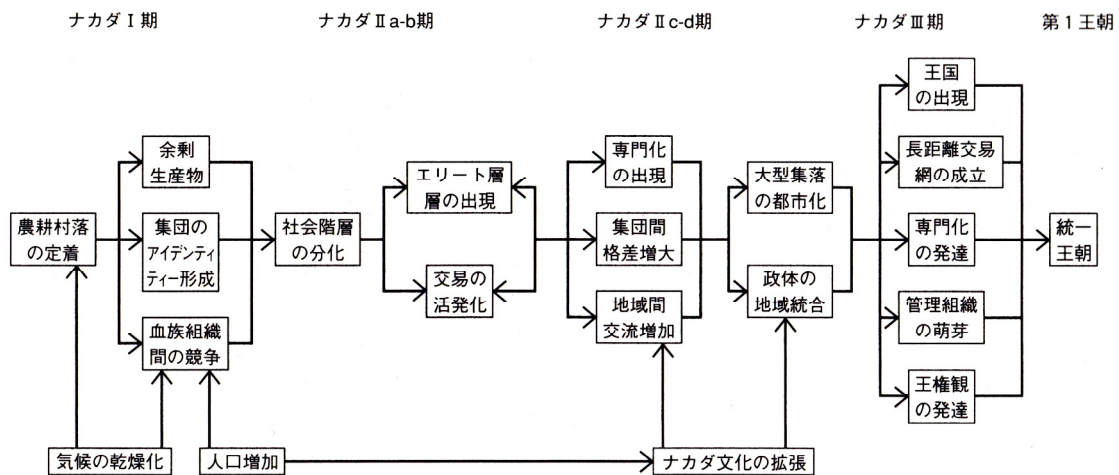 ナカダⅠ期
ナカダⅡa-b期
ナカダⅡc-d期
ナカダⅢ期
第1王朝
農耕村落
の定着
余剰
生産物
集団の
アイデンティ
ティー形成
血族組織
間の競争
社会階層
の分化
エリート層
層の出現
交易の
活発化
専門化
の出現
集団間
格差増大
地域間
交流増加
大型集落
の都市化
政体の
地域統合
王国
の出現
長距離交易
網の成立
専門化
の発達
管理組織
の萌芽
王権観
の発達
統一
王朝
気候の乾燥化
人口増加
ナカダ文化の拡張